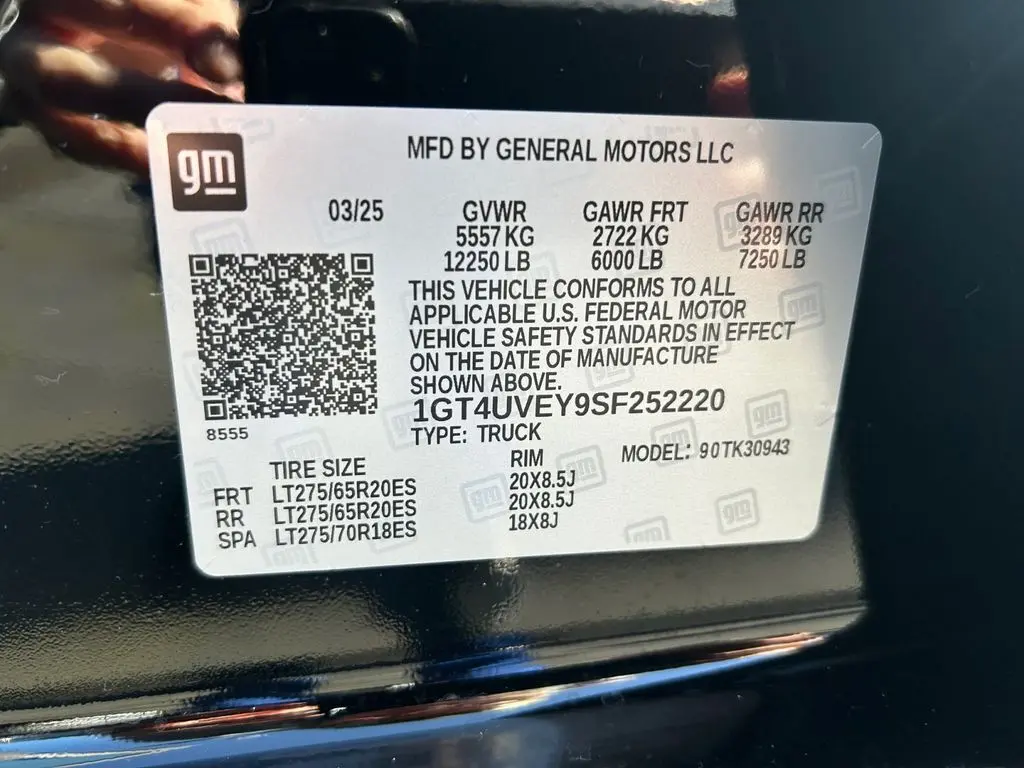 gm
MFD BY GENERAL MOTORS LLC
03/25 GVWR GAWR FRT GAWR RR
5557 KG 2722 KG 3289 KG
12250 LB 6000 LB 7250 LB
THIS VEHICLE CONFORMS TO ALL
APPLICABLE U.S. FEDERAL MOTOR
VEHICLE SAFETY STANDARDS IN EFFECT
ON THE DATE OF MANUFACTURE
SHOWN ABOVE.
1GT4UVEY9SF252220
8555
TYPE: TRUCK
MODEL: 90TK30943
TIRE SIZE RIM
FRT LT275/65R20ES 20X8.5J
RR LT275/65R20ES 20X8.5J
SPA LT275/70R18ES 18X8J